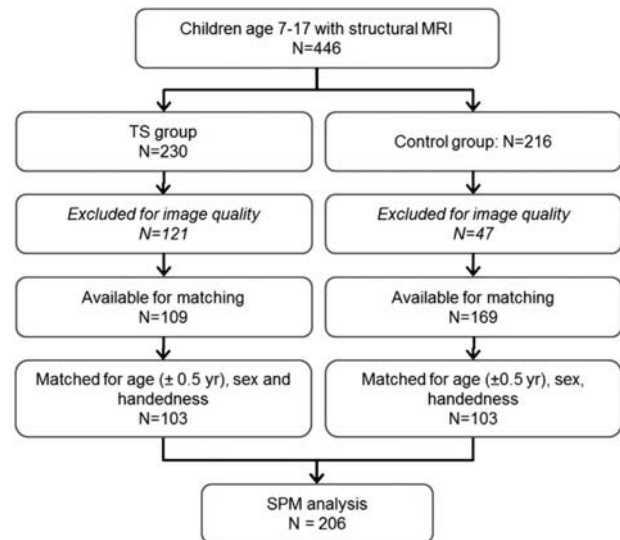 Children age 7-17 with structural MRI
N=446
TS group
N=230
Control group: N=216
Excluded for image quality
N=121
Excluded for image quality
N=47
Available for matching
N=109
Available for matching
N=169
Matched for age (± 0.5 yr), sex and
handedness
N=103
Matched for age (±0.5 yr), sex,
handedness
N=103
SPM analysis
N = 206